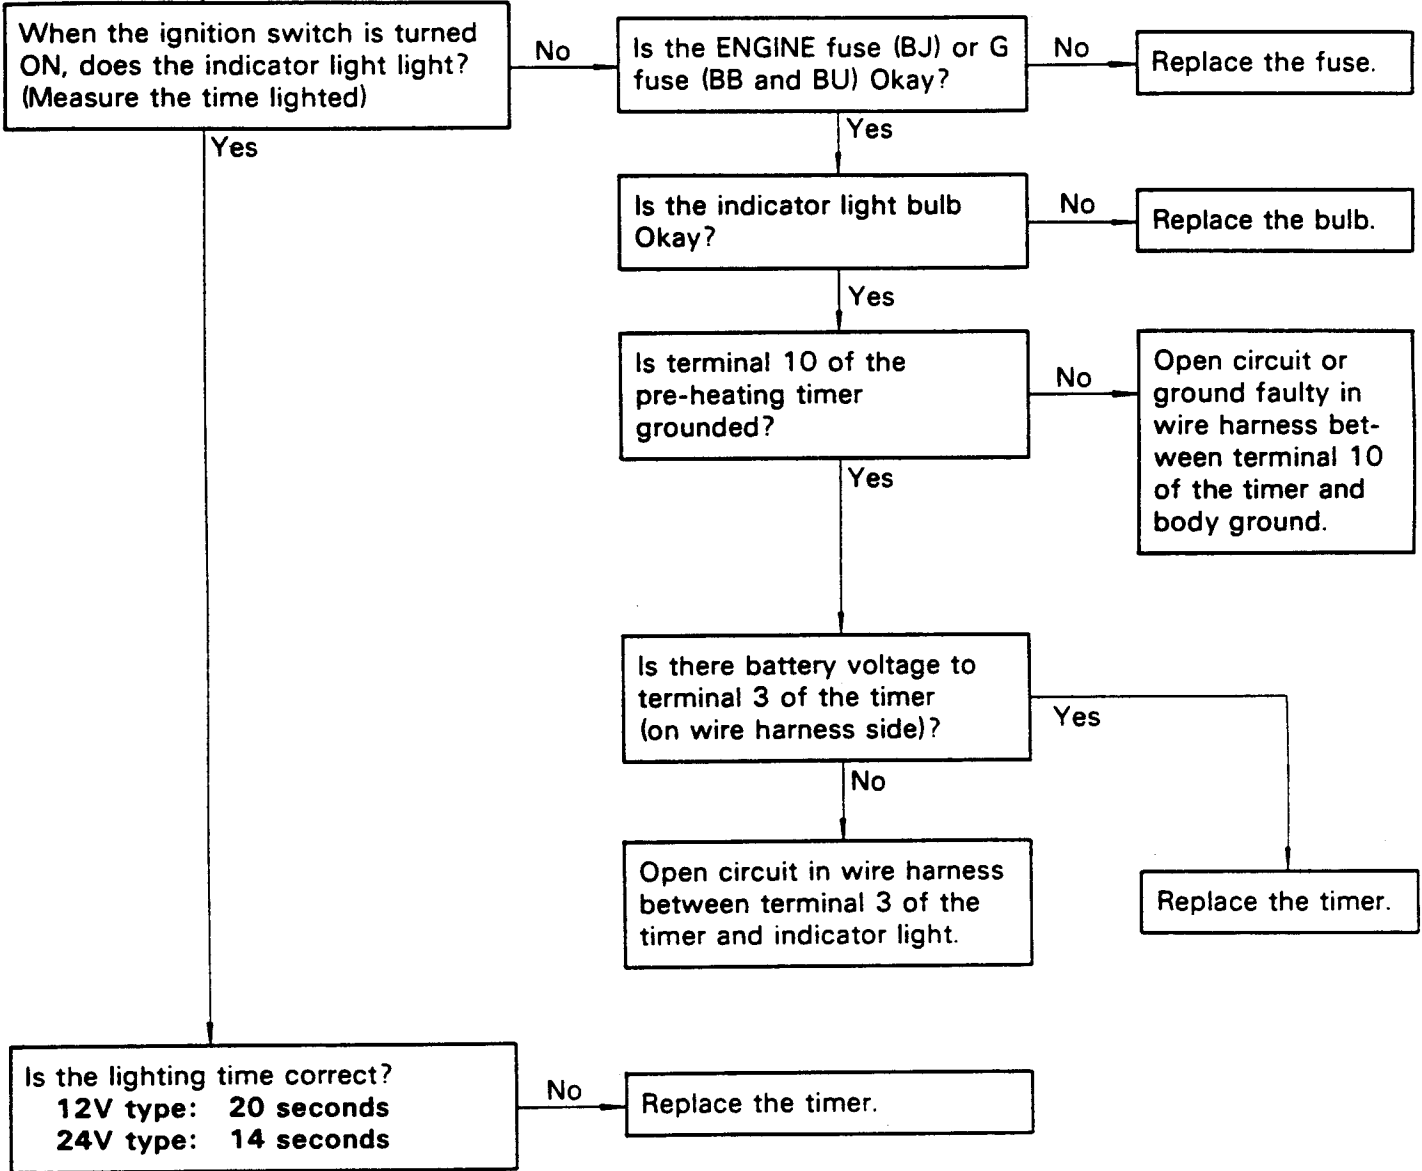 When the ignition switch is turned
ON, does the indicator light light?
(Measure the time lighted)
No
Is the ENGINE fuse (BJ) or G
fuse (BB and BU) Okay?
No
Replace the fuse.
Yes
Yes
Is the indicator light bulb
Okay?
No
Replace the bulb.
Yes
Is terminal 10 of the
pre-heating timer
grounded?
No
Open circuit or
ground faulty in
wire harness bet-
ween terminal 10
of the timer and
body ground.
Yes
Is there battery voltage to
terminal 3 of the timer
(on wire harness side)?
Yes
No
Open circuit in wire harness
between terminal 3 of the
timer and indicator light.
Replace the timer.
Is the lighting time correct?
12V type: 20 seconds
24V type: 14 seconds
No
Replace the timer.